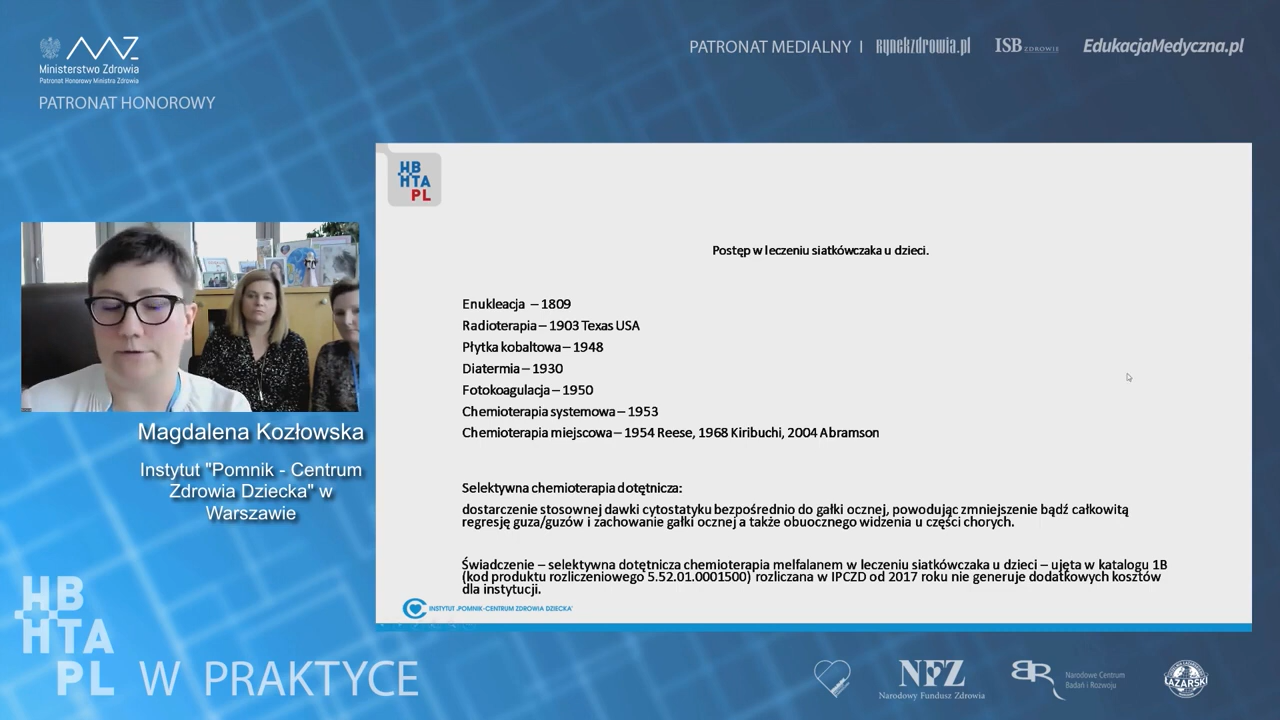 Ministerstwo Zdrowia
Patronat Honorowy Ministra Zdrowia
PATRONAT HONOROWY
PATRONAT MEDIALNY I rynekzdrowia.pl ISB ZDROWIE EdukacjaMedyczna.pl
HB
HTA
PL
Postęp w leczeniu siatkówczaka u dzieci.
Enukleacja – 1809
Radioterapia – 1903 Texas USA
Płytka kobaltowa – 1948
Diatermia – 1930
Fotokoagulacja – 1950
Chemioterapia systemowa – 1953
Chemioterapia miejscowa – 1954 Reese, 1968 Kiribuchi, 2004 Abramson
Selektywna chemioterapia dotętnicza:
dostarczenie stosownej dawki cytostatyku bezpośrednio do gałki ocznej, powodując zmniejszenie bądź całkowitą
regresję guza/guzów i zachowanie gałki ocznej a także obuocznego widzenia u części chorych.
Świadczenie – selektywna dotętnicza chemioterapia melfalanem w leczeniu siatkówczaka u dzieci – ujęta w katalogu 1B
(kod produktu rozliczeniowego 5.52.01.0001500) rozliczana w IPCZD od 2017 roku nie generuje dodatkowych kosztów
dla instytucji.
INSTYTUT „POMNIK-CENTRUM ZDROWIA DZIECKA"
Magdalena Kozłowska
Instytut "Pomnik - Centrum
Zdrowia Dziecka" w
Warszawie
HB
HTA
PL W PRAKTYCE
NFZ
Narodowy Fundusz Zdrowia
Narodowe Centrum
Badań i Rozwoju
ŁAZARSKI